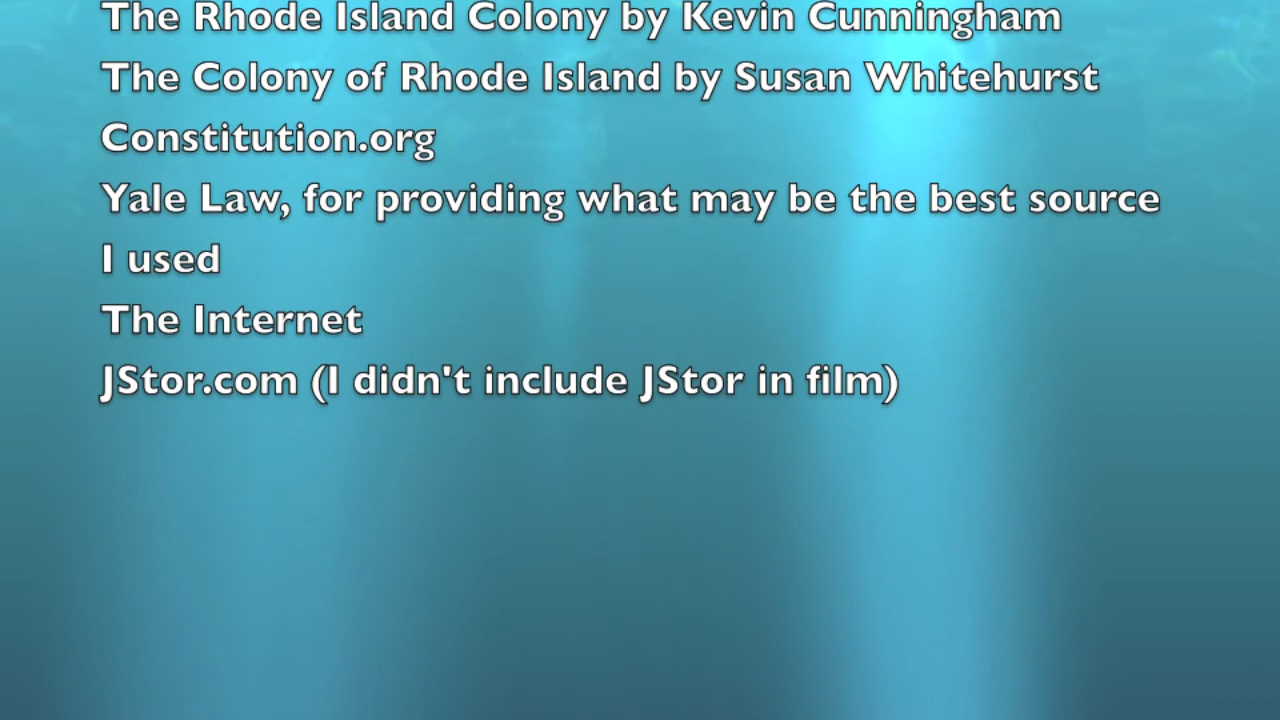 The Rhode Island Colony by Kevin Cunningham
The Colony of Rhode Island by Susan Whitehurst
Constitution.org
Yale Law, for providing what may be the best source
I used
The Internet
JStor.com (I didn't include JStor in film)